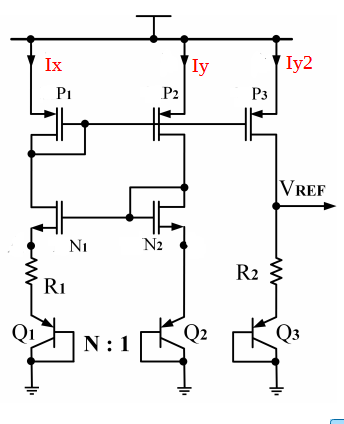 Ix Iy Iy2
P1 P2 P3
VREF
N1 N2
R1 R2
Q1 N : 1 Q2 Q3